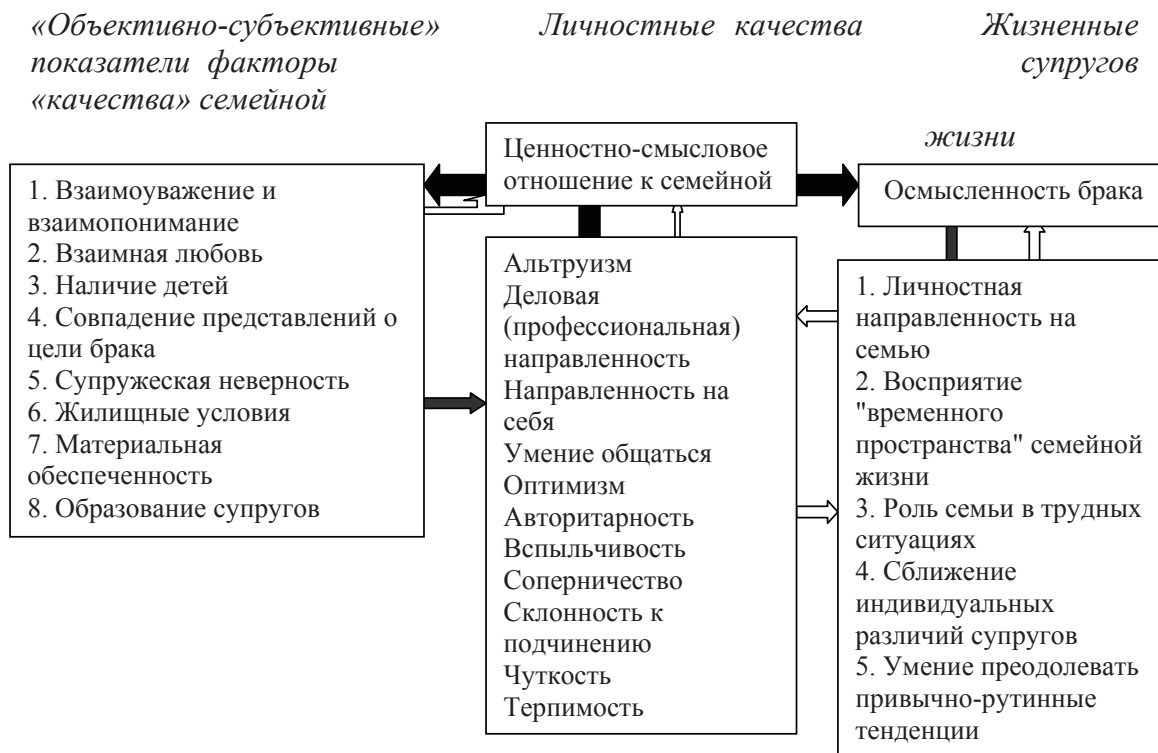 «Объективно-субъективные» Личностные качества Жизненные
показатели факторы супругов
«качества» семейной
жизни
Ценностно-смысловое
отношение к семейной
Осмысленность брака
1. Взаимоуважение и
взаимопонимание
2. Взаимная любовь
3. Наличие детей
4. Совпадение представлений о
цели брака
5. Супружеская неверность
6. Жилищные условия
7. Материальная
обеспеченность
8. Образование супругов
Альтруизм
Деловая
(профессиональная)
направленность
Направленность на
себя
Умение общаться
Оптимизм
Авторитарность
Вспыльчивость
Соперничество
Склонность к
подчинению
Чуткость
Терпимость
1. Личностная
направленность на
семью
2. Восприятие
"временного
пространства" семейной
жизни
3. Роль семьи в трудных
ситуациях
4. Сближение
индивидуальных
различий супругов
5. Умение преодолевать
привычно-рутинные
тенденции